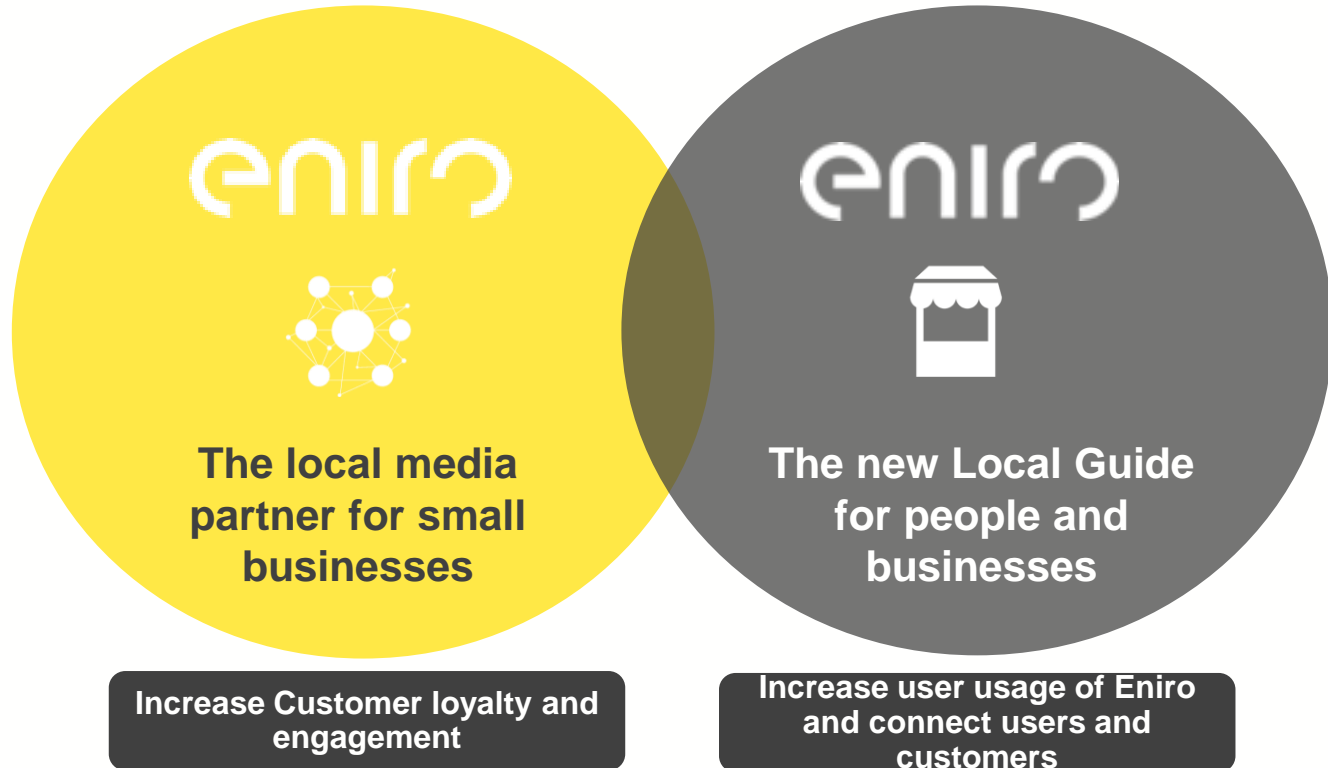 eniro
The local media
partner for small
businesses
Increase Customer loyalty and
engagement
eniro
The new Local Guide
for people and
businesses
Increase user usage of Eniro
and connect users and
customers